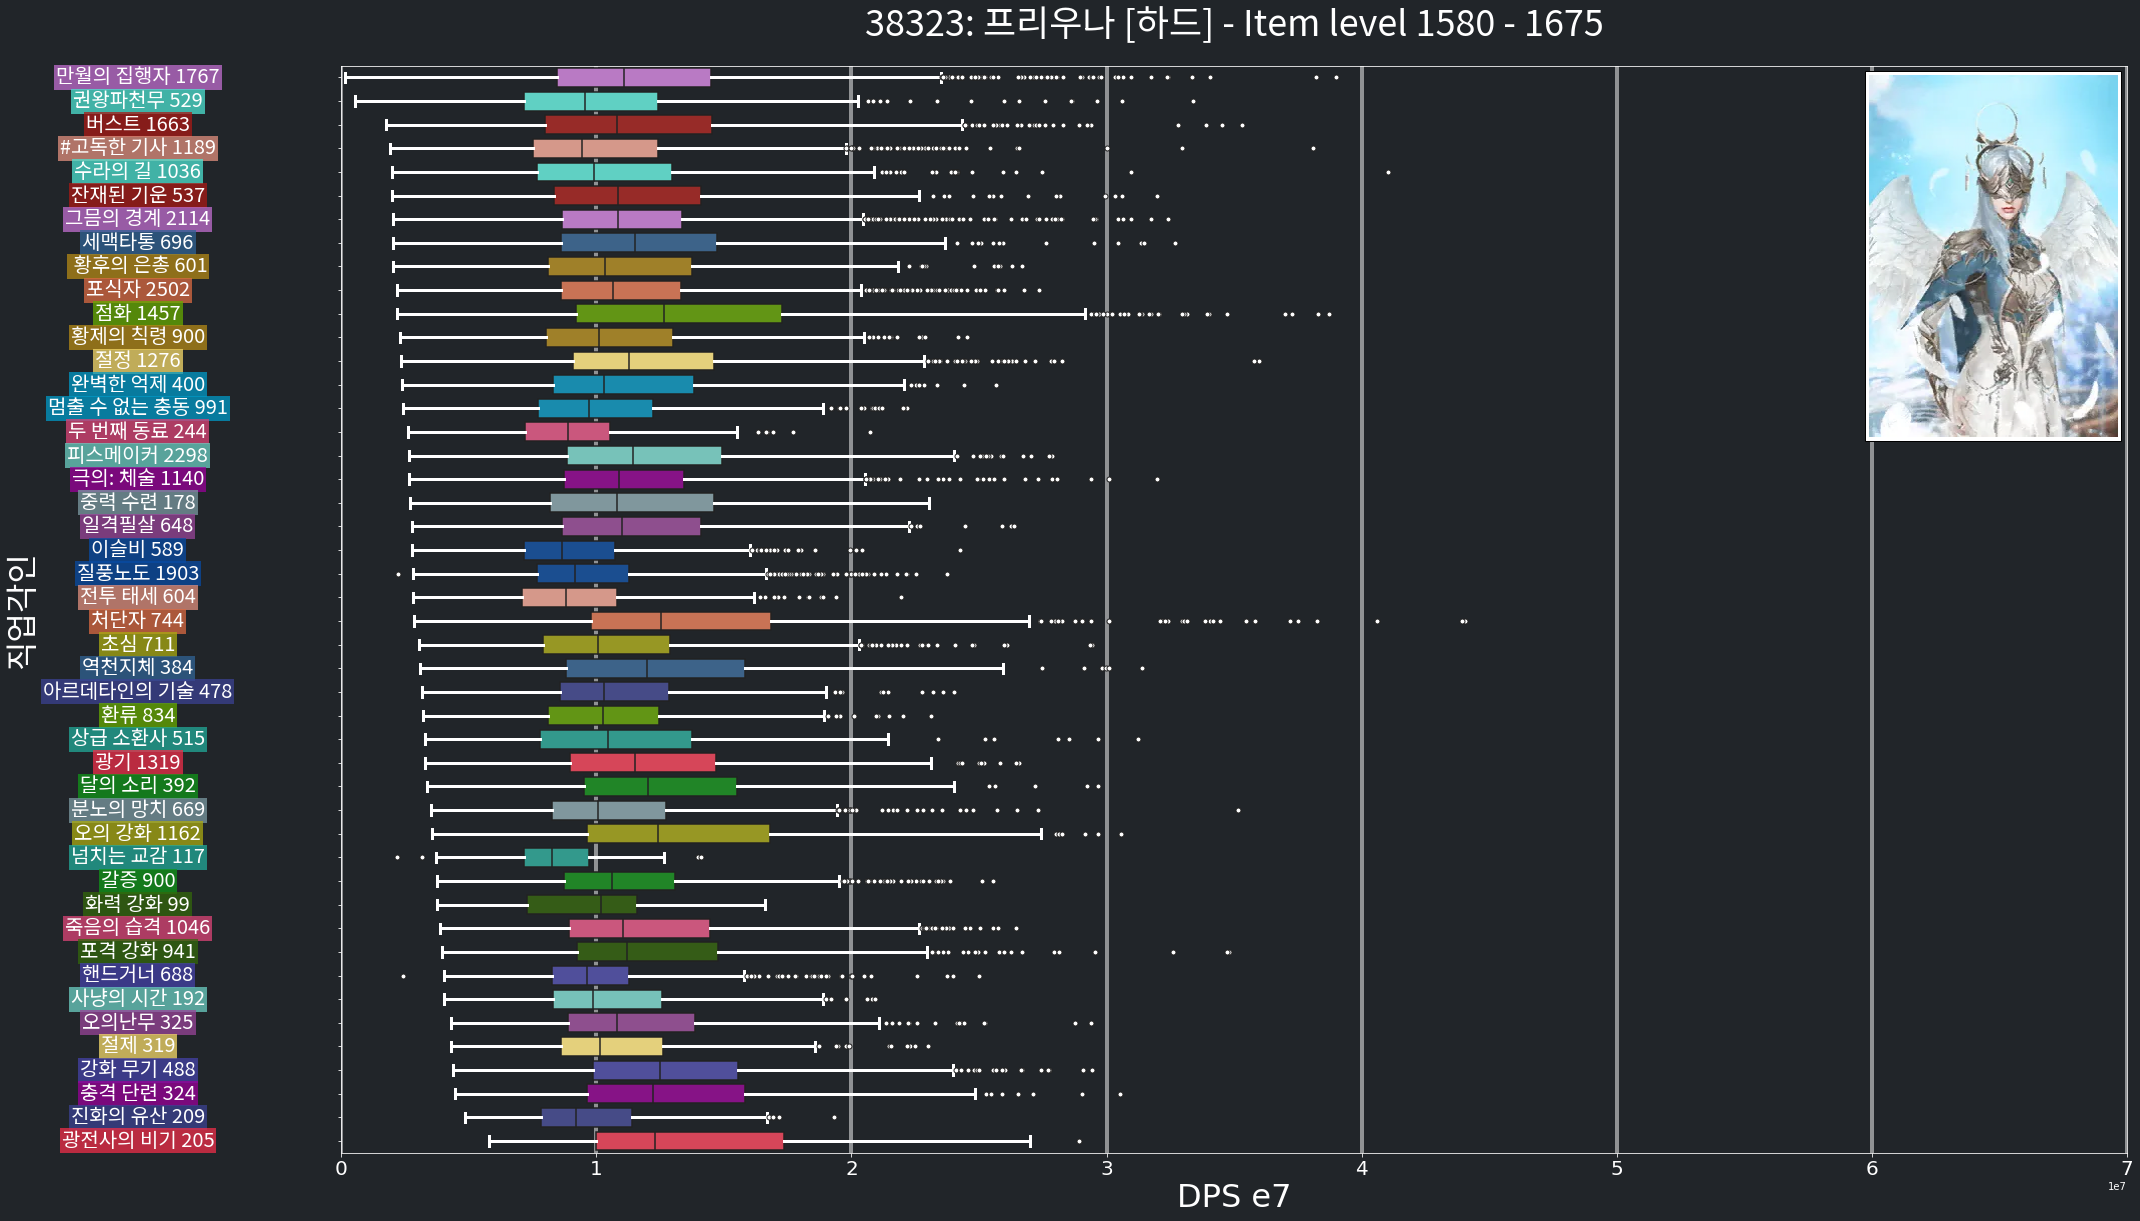 38323: 프리우나 [하드] - Item level 1580 - 1675
만월의 집행자 1767
권왕파천무 529
버스트 1663
#고독한 기사 1189
수라의 길 1036
잔재된 기운 537
그믐의 경계 2114
세맥타통 696
황후의 은총 601
포식자 2502
점화 1457
황제의 칙령 900
절정 1276
완벽한 억제 400
멈출 수 없는 충동 991
두 번째 동료 244
피스메이커 2298
극의: 체술 1140
중력 수련 178
일격필살 648
이슬비 589
질풍노도 1903
전투 태세 604
처단자 744
초심 711
역천지체 384
아르데타인의 기술 478
환류 834
상급 소환사 515
광기 1319
달의 소리 392
분노의 망치 669
오의 강화 1162
넘치는 교감 117
갈증 900
화력 강화 99
죽음의 습격 1046
포격 강화 941
핸드거너 688
사냥의 시간 192
오의난무 325
절제 319
강화 무기 488
충격 단련 324
진화의 유산 209
광전사의 비기 205
직업각인
0 1 2 3 4 5 6 7
1e7
DPS e7